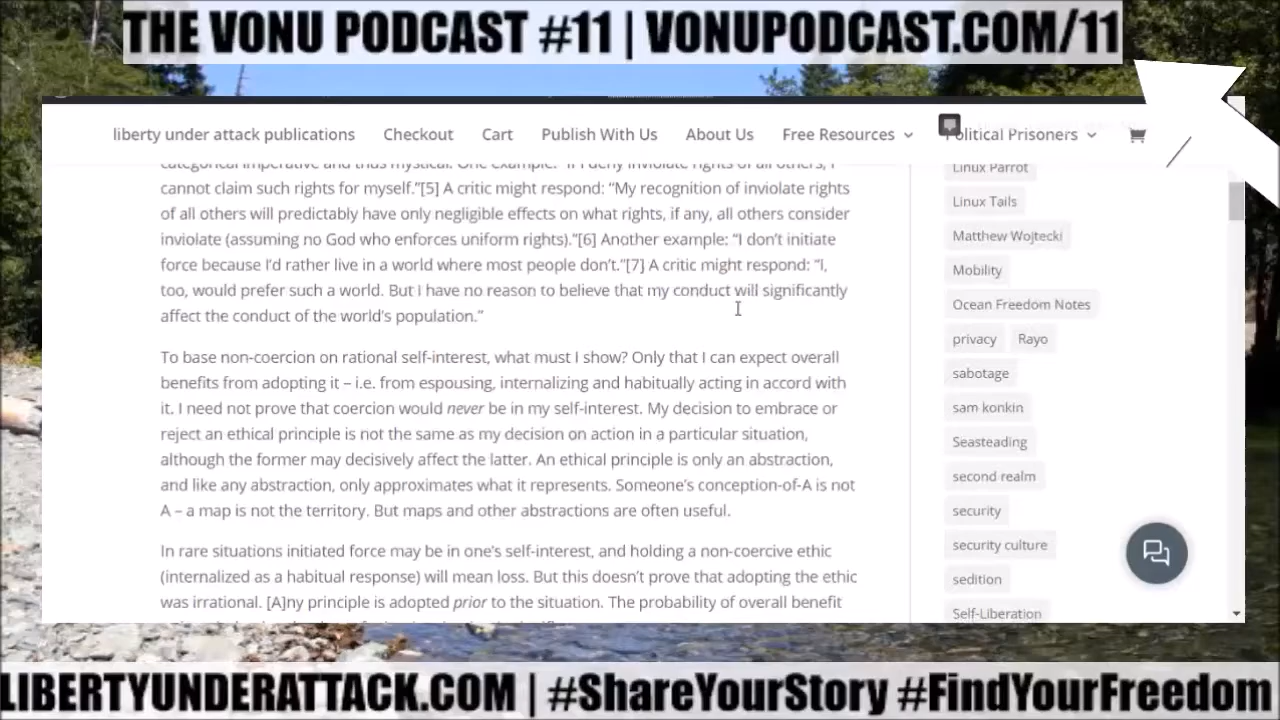 THE VONU PODCAST #11 | VONUPODCAST.COM/11
liberty under attack publications Checkout Cart Publish With Us About Us Free Resources Political Prisoners
categorical imperative and thus mystical. One example: “If I deny inviolate rights of all others, I
cannot claim such rights for myself.”[5] A critic might respond: “My recognition of inviolate rights
of all others will predictably have only negligible effects on what rights, if any, all others consider
inviolate (assuming no God who enforces uniform rights).”[6] Another example: “I don’t initiate
force because I’d rather live in a world where most people don’t.”[7] A critic might respond: “I,
too, would prefer such a world. But I have no reason to believe that my conduct will significantly
affect the conduct of the world’s population.”
To base non-coercion on rational self-interest, what must I show? Only that I can expect overall
benefits from adopting it – i.e. from espousing, internalizing and habitually acting in accord with
it. I need not prove that coercion would never be in my self-interest. My decision to embrace or
reject an ethical principle is not the same as my decision on action in a particular situation,
although the former may decisively affect the latter. An ethical principle is only an abstraction,
and like any abstraction, only approximates what it represents. Someone’s conception-of-A is not
A – a map is not the territory. But maps and other abstractions are often useful.
In rare situations initiated force may be in one’s self-interest, and holding a non-coercive ethic
(internalized as a habitual response) will mean loss. But this doesn’t prove that adopting the ethic
was irrational. [A]ny principle is adopted prior to the situation. The probability of overall benefit
Linux Parrot
Linux Tails
Matthew Wojtecki
Mobility
Ocean Freedom Notes
privacy Rayo
sabotage
sam konkin
Seasteading
second realm
security
security culture
sedition
Self-Liberation
LIBERTYUNDERATTACK.COM | #ShareYourStory #FindYourFreedom